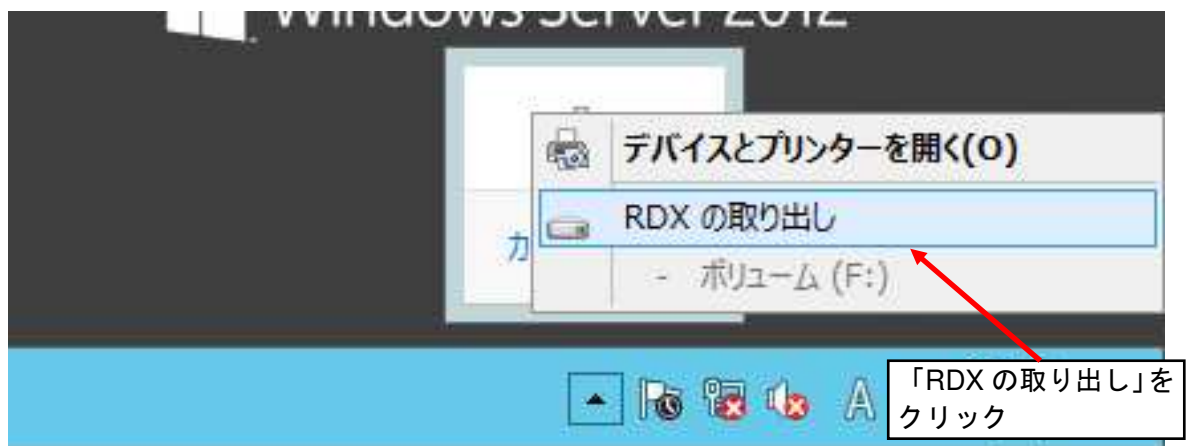 Windows Server 2012
デバイスとプリンターを開く(O)
RDX の取り出し
カ
- ボリューム (F:)
A
「RDX の取り出し」を
クリック